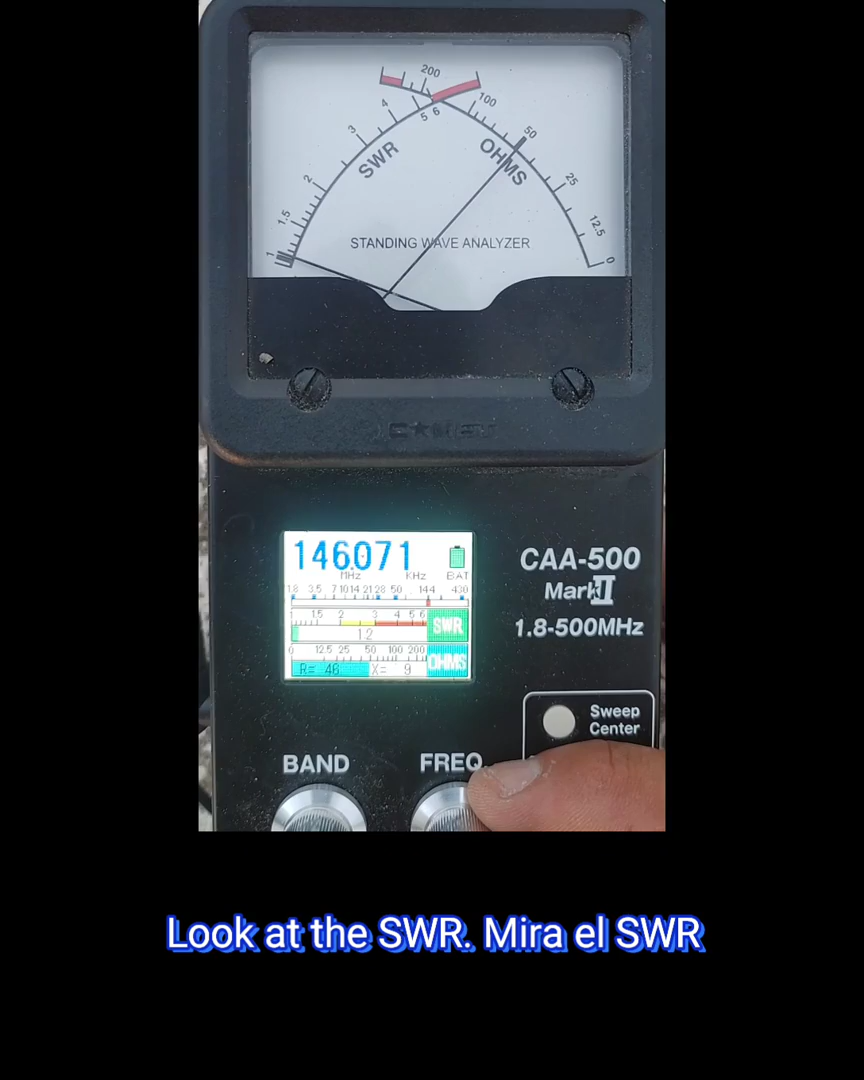 200
4
5 6
100
3
50
SWR
OHMS
2
25
1.5
12.5
STANDING WAVE ANALYZER
1
0
COMET
146.071
MHz KHz BAT
1.8 3.5 7 10 14 21 28 50 144 430
1 1.5 2 3 4 5 6
SWR
1.2
0 12.5 25 50 100 200
OHMS
R= 46 X= 9
CAA-500
Mark II
1.8-500MHz
Sweep
Center
BAND
FREQ
Look at the SWR. Mira el SWR